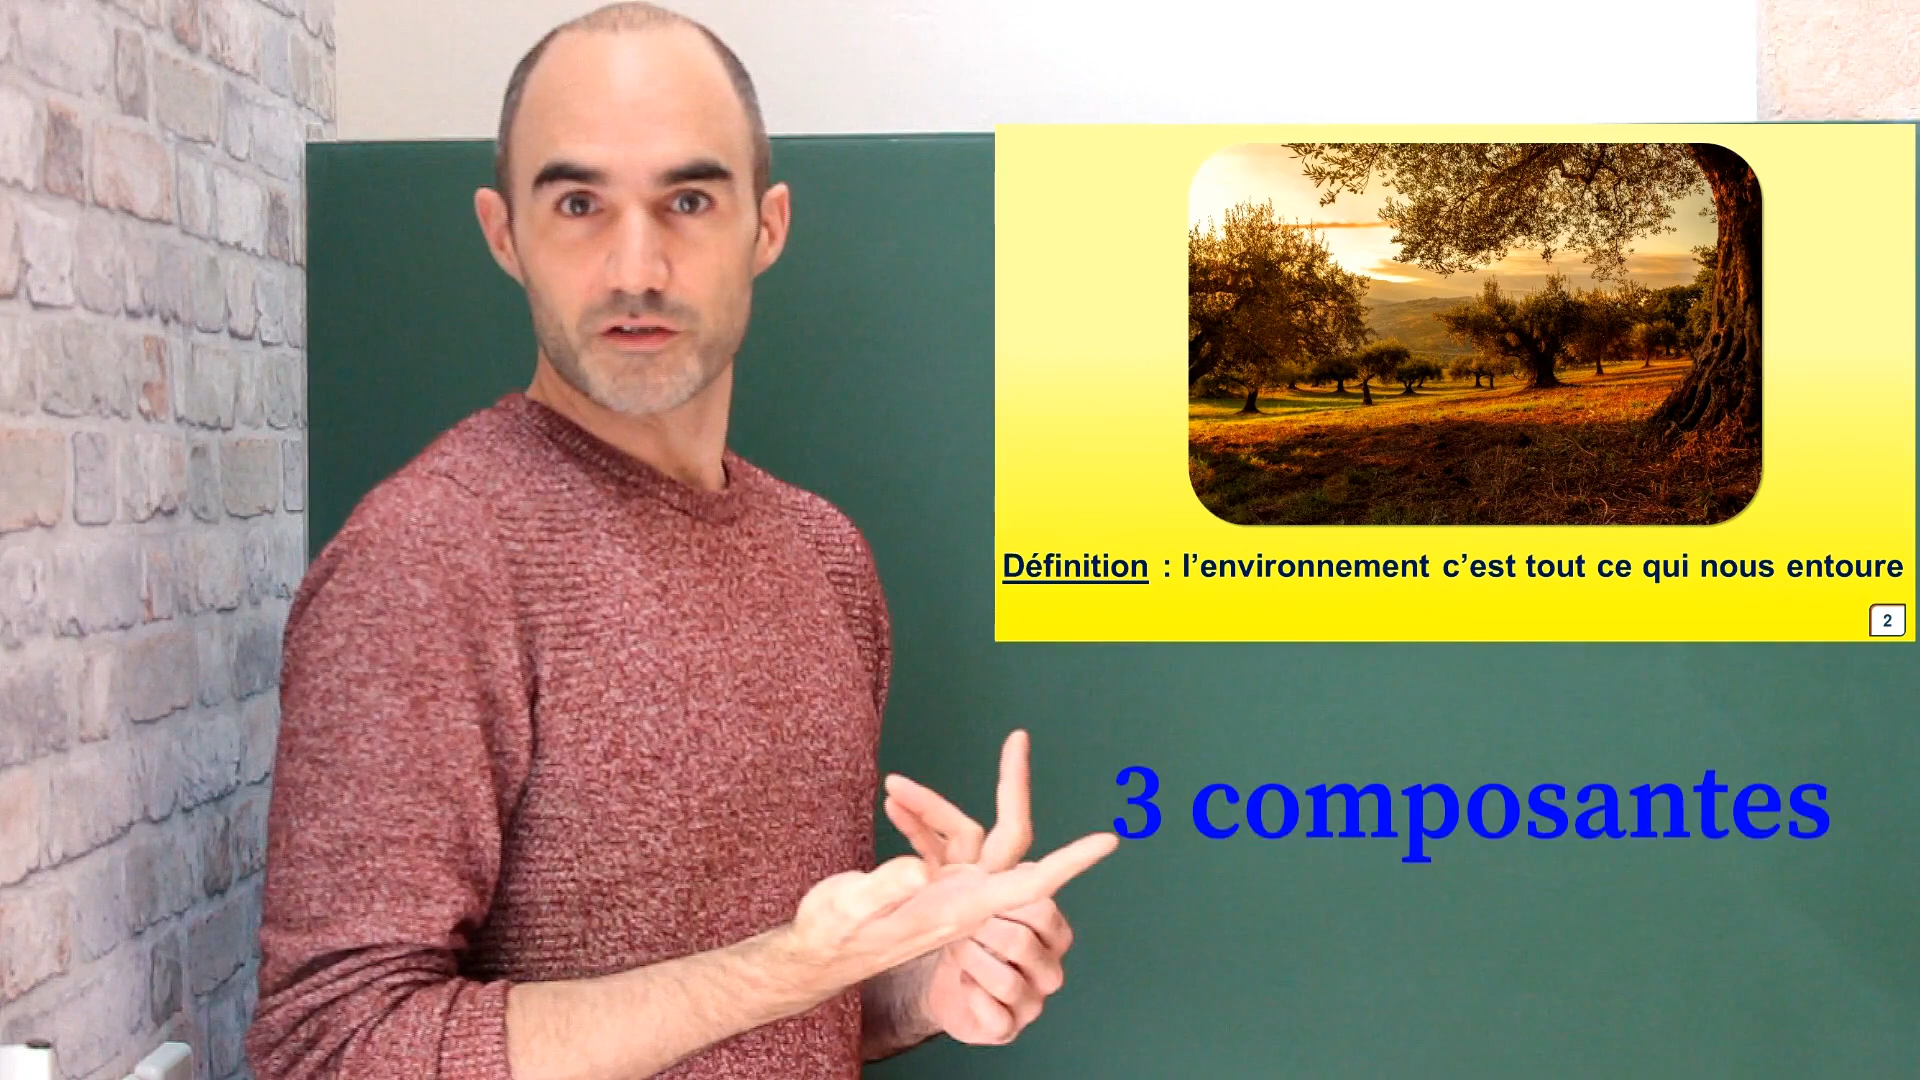 Définition : l’environnement c’est tout ce qui nous entoure
2
3 composantes